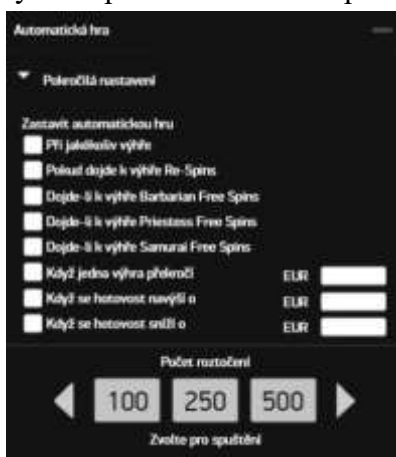 Automatická hra
Pokročilá nastavení
Zastavit automatickou hru
Při jakékoliv výhře
Pokud dojde k výhře Re-Spins
Dojde-li k výhře Barbarian Free Spins
Dojde-li k výhře Priestess Free Spins
Dojde-li k výhře Samurai Free Spins
Když jedna výhra překročí EUR
Když se hotovost navýší o EUR
Když se hotovost sníží o EUR
Počet roztočení
100 250 500
Zvolte pro spuštění